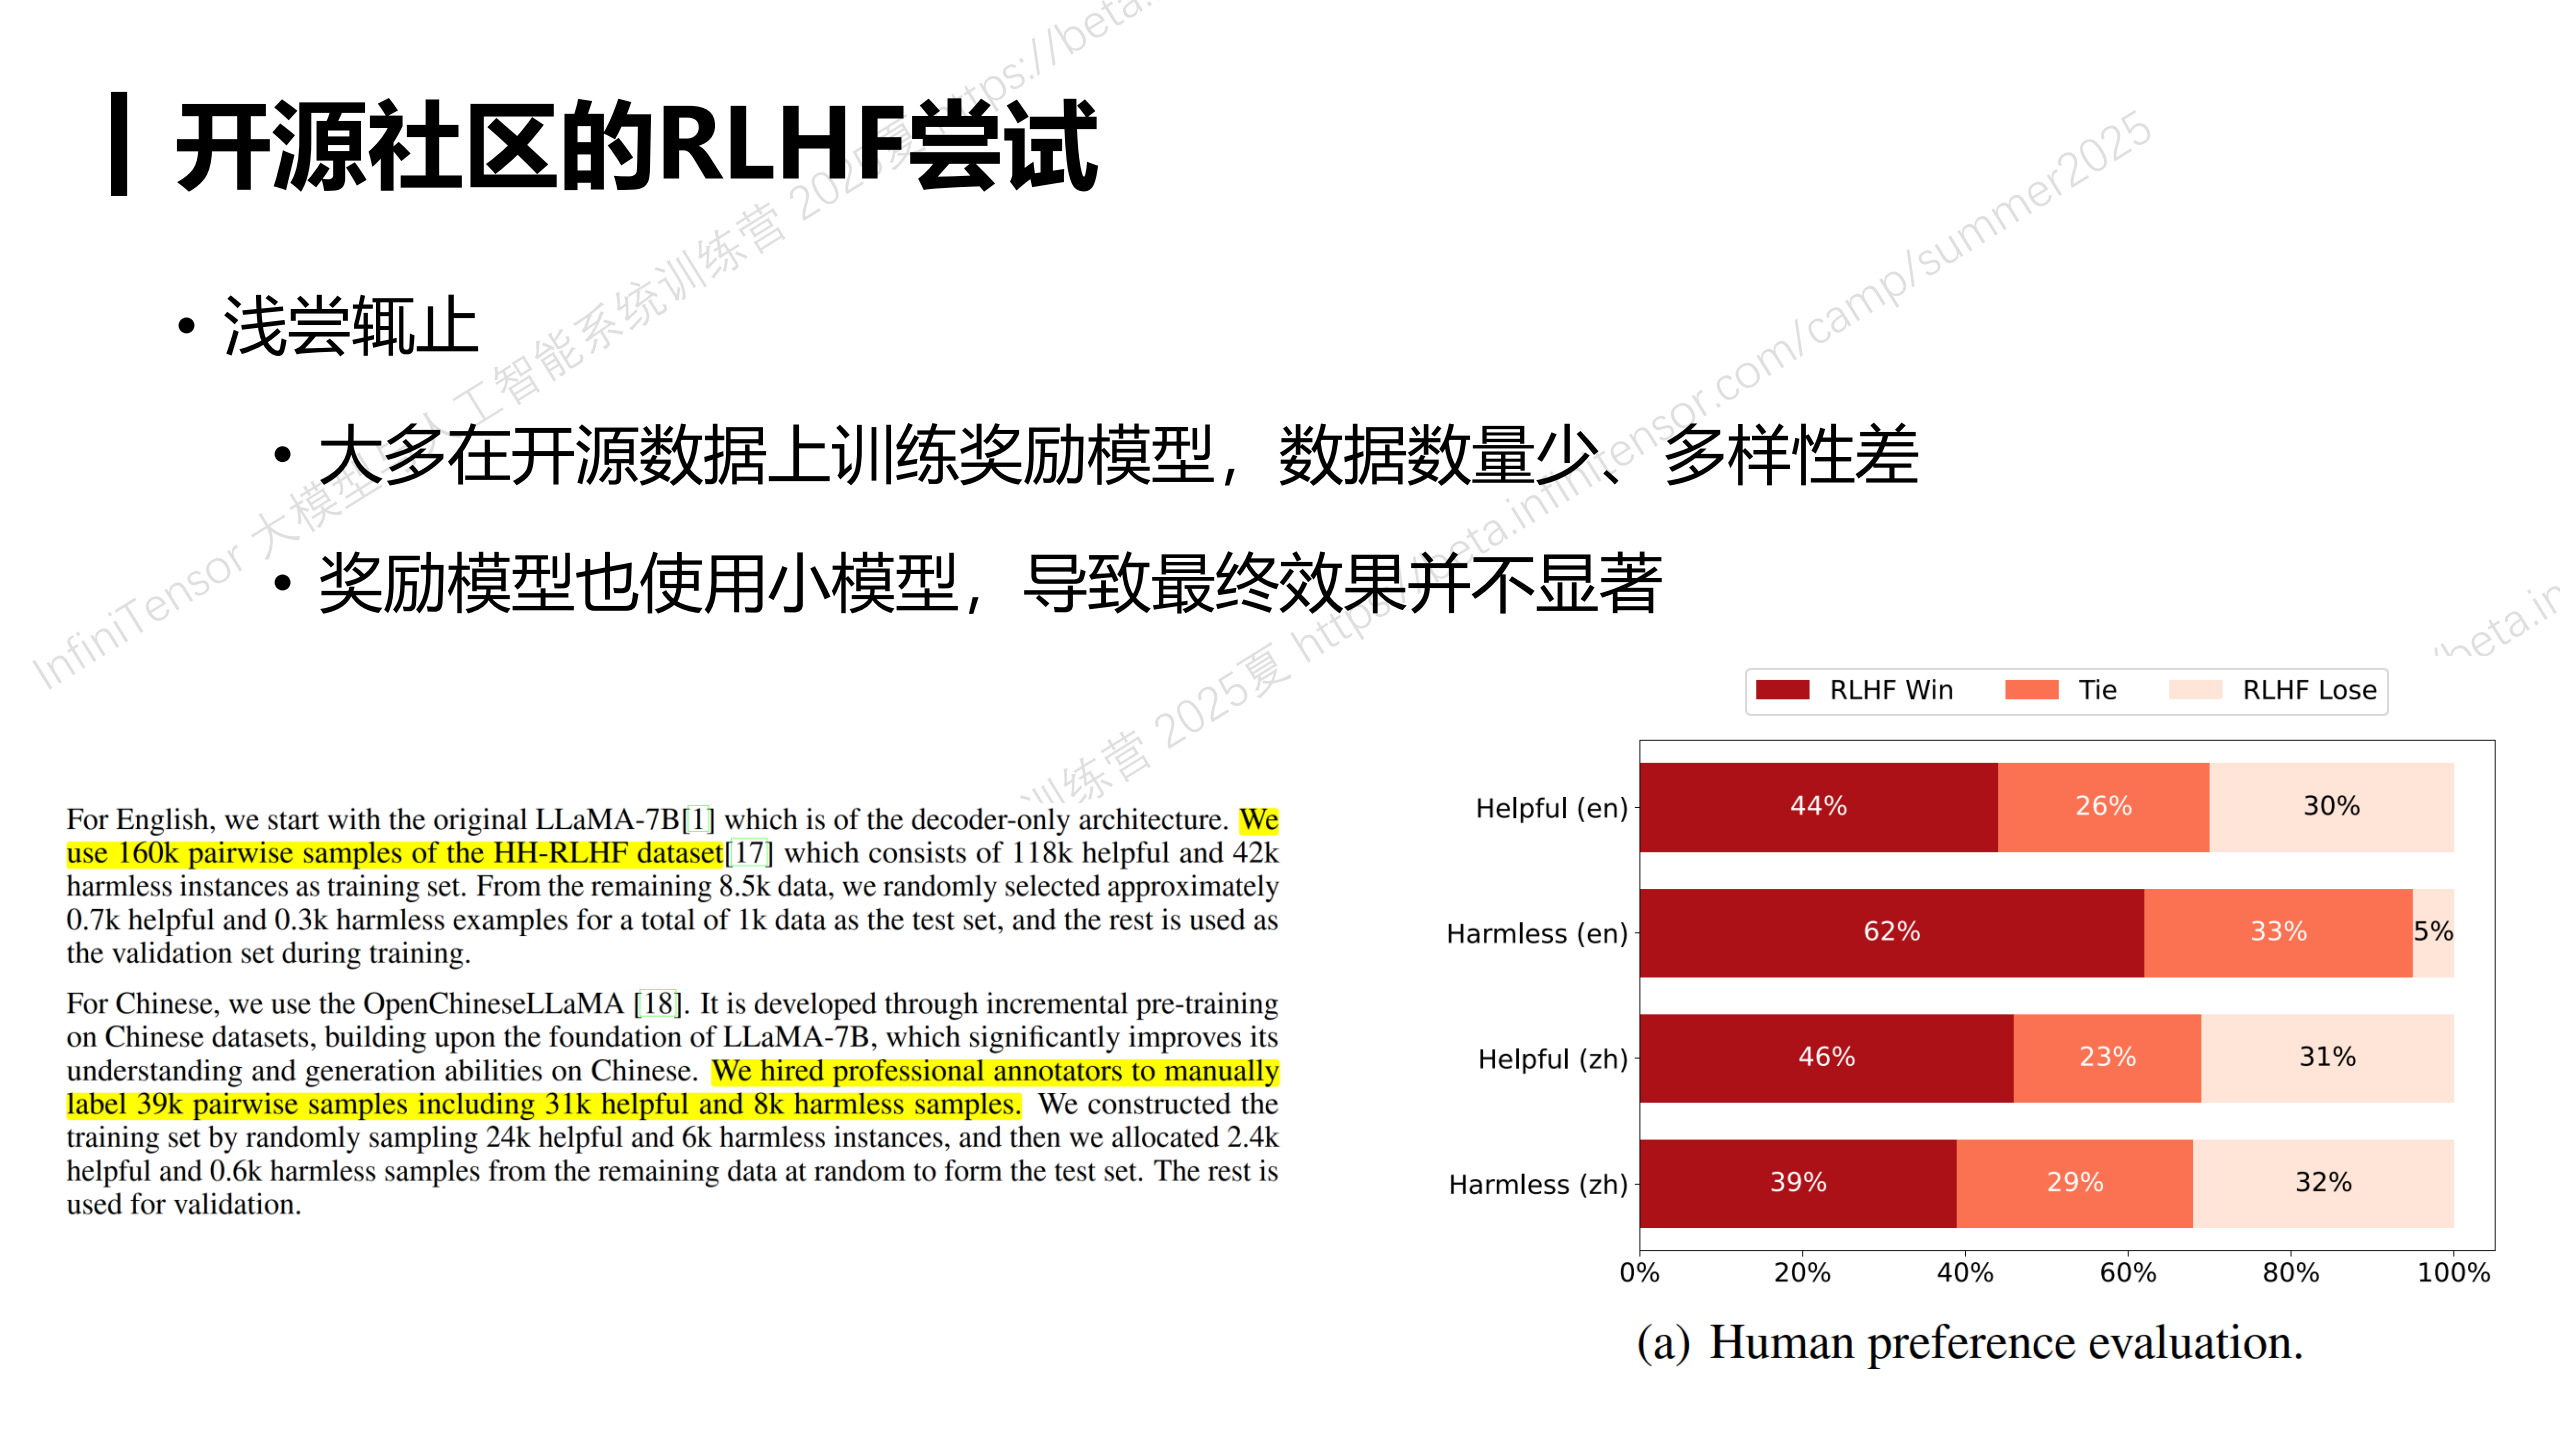 开源社区的RLHF尝试
• 浅尝辄止
• 大多在开源数据上训练奖励模型，数据数量少、多样性差
• 奖励模型也使用小模型，导致最终效果并不显著
For English, we start with the original LLaMA-7B[1] which is of the decoder-only architecture. We
use 160k pairwise samples of the HH-RLHF dataset[17] which consists of 118k helpful and 42k
harmless instances as training set. From the remaining 8.5k data, we randomly selected approximately
0.7k helpful and 0.3k harmless examples for a total of 1k data as the test set, and the rest is used as
the validation set during training.
For Chinese, we use the OpenChineseLLaMA [18]. It is developed through incremental pre-training
on Chinese datasets, building upon the foundation of LLaMA-7B, which significantly improves its
understanding and generation abilities on Chinese. We hired professional annotators to manually
label 39k pairwise samples including 31k helpful and 8k harmless samples. We constructed the
training set by randomly sampling 24k helpful and 6k harmless instances, and then we allocated 2.4k
helpful and 0.6k harmless samples from the remaining data at random to form the test set. The rest is
used for validation.
RLHF Win Tie RLHF Lose
Helpful (en) 44% 26% 30%
Harmless (en) 62% 33% 5%
Helpful (zh) 46% 23% 31%
Harmless (zh) 39% 29% 32%
0% 20% 40% 60% 80% 100%
(a) Human preference evaluation.
InfiniTensor 大模型与人工智能系统训练营 2025夏 https://beta.
训练营 2025夏 https://beta.infinitensor.com/camp/summer2025
/beta.in